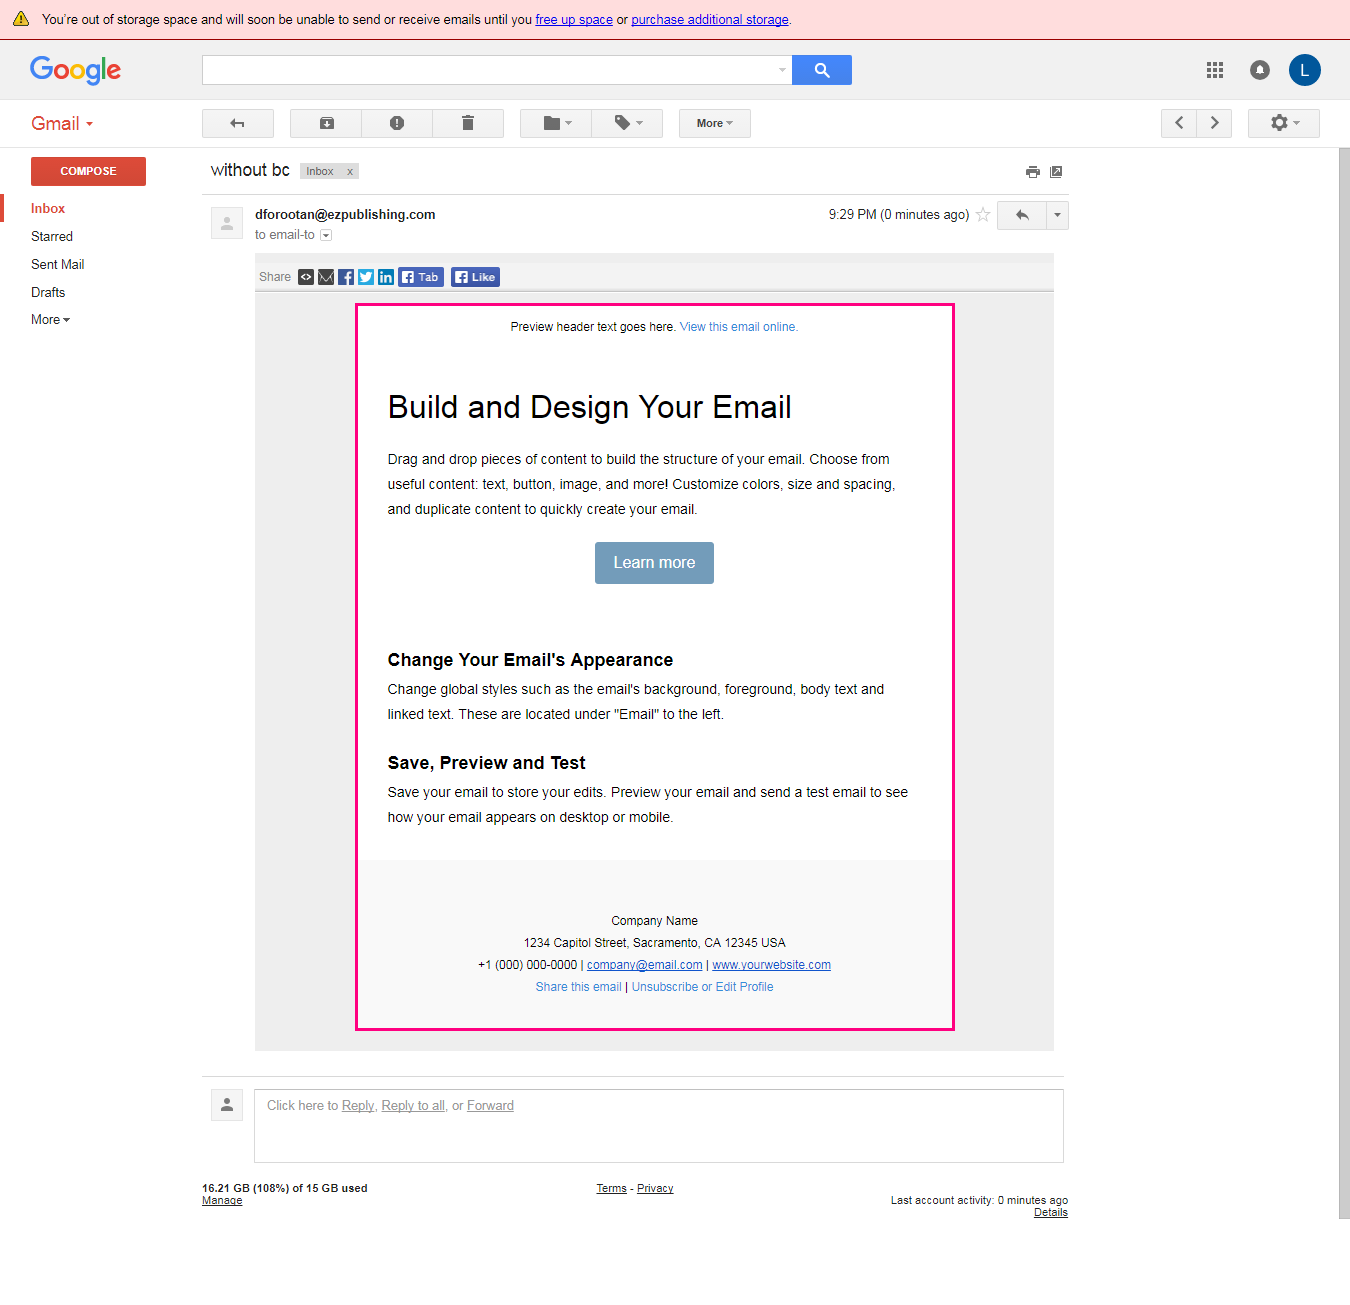 You're out of storage space and will soon be unable to send or receive emails until you free up space or purchase additional storage.
Google
L
Gmail
More
COMPOSE
without bc Inbox x
Inbox
Starred
Sent Mail
Drafts
More
dforootan@ezpublishing.com 9:29 PM (0 minutes ago)
to email-to
Share Tab Like
Preview header text goes here. View this email online.
Build and Design Your Email
Drag and drop pieces of content to build the structure of your email. Choose from
useful content: text, button, image, and more! Customize colors, size and spacing,
and duplicate content to quickly create your email.
Learn more
Change Your Email's Appearance
Change global styles such as the email's background, foreground, body text and
linked text. These are located under "Email" to the left.
Save, Preview and Test
Save your email to store your edits. Preview your email and send a test email to see
how your email appears on desktop or mobile.
Company Name
1234 Capitol Street, Sacramento, CA 12345 USA
+1 (000) 000-0000 | company@email.com | www.yourwebsite.com
Share this email | Unsubscribe or Edit Profile
Click here to Reply, Reply to all, or Forward
16.21 GB (108%) of 15 GB used
Manage
Terms - Privacy
Last account activity: 0 minutes ago
Details